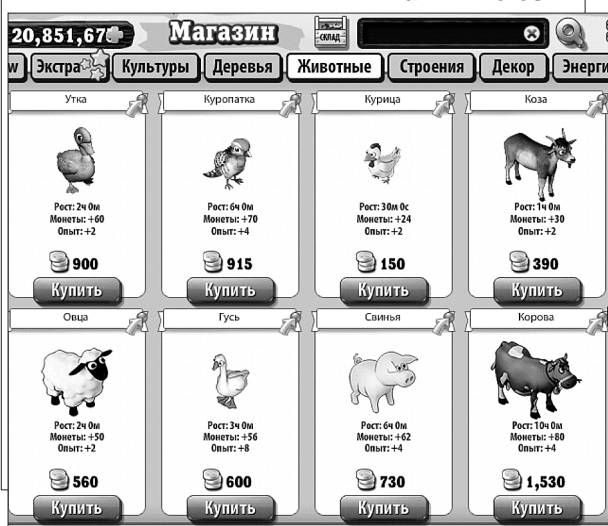 20,851,67
Магазин
СКЛАД
w Экстра Культуры Деревья Животные Строения Декор Энерги
Утка Куропатка Курица Коза
Рост: 2ч 0м Рост: 6ч 0м Рост: 30м 0с Рост: 1ч 0м
Монеты: +60 Монеты: +70 Монеты: +24 Монеты: +30
Опыт: +2 Опыт: +4 Опыт: +2 Опыт: +2
900 915 150 390
Купить Купить Купить Купить
Овца Гусь Свинья Корова
Рост: 2ч 0м Рост: 3ч 0м Рост: 6ч 0м Рост: 10ч 0м
Монеты: +50 Монеты: +56 Монеты: +62 Монеты: +80
Опыт: +2 Опыт: +8 Опыт: +4 Опыт: +4
560 600 730 1,530
Купить Купить Купить Купить